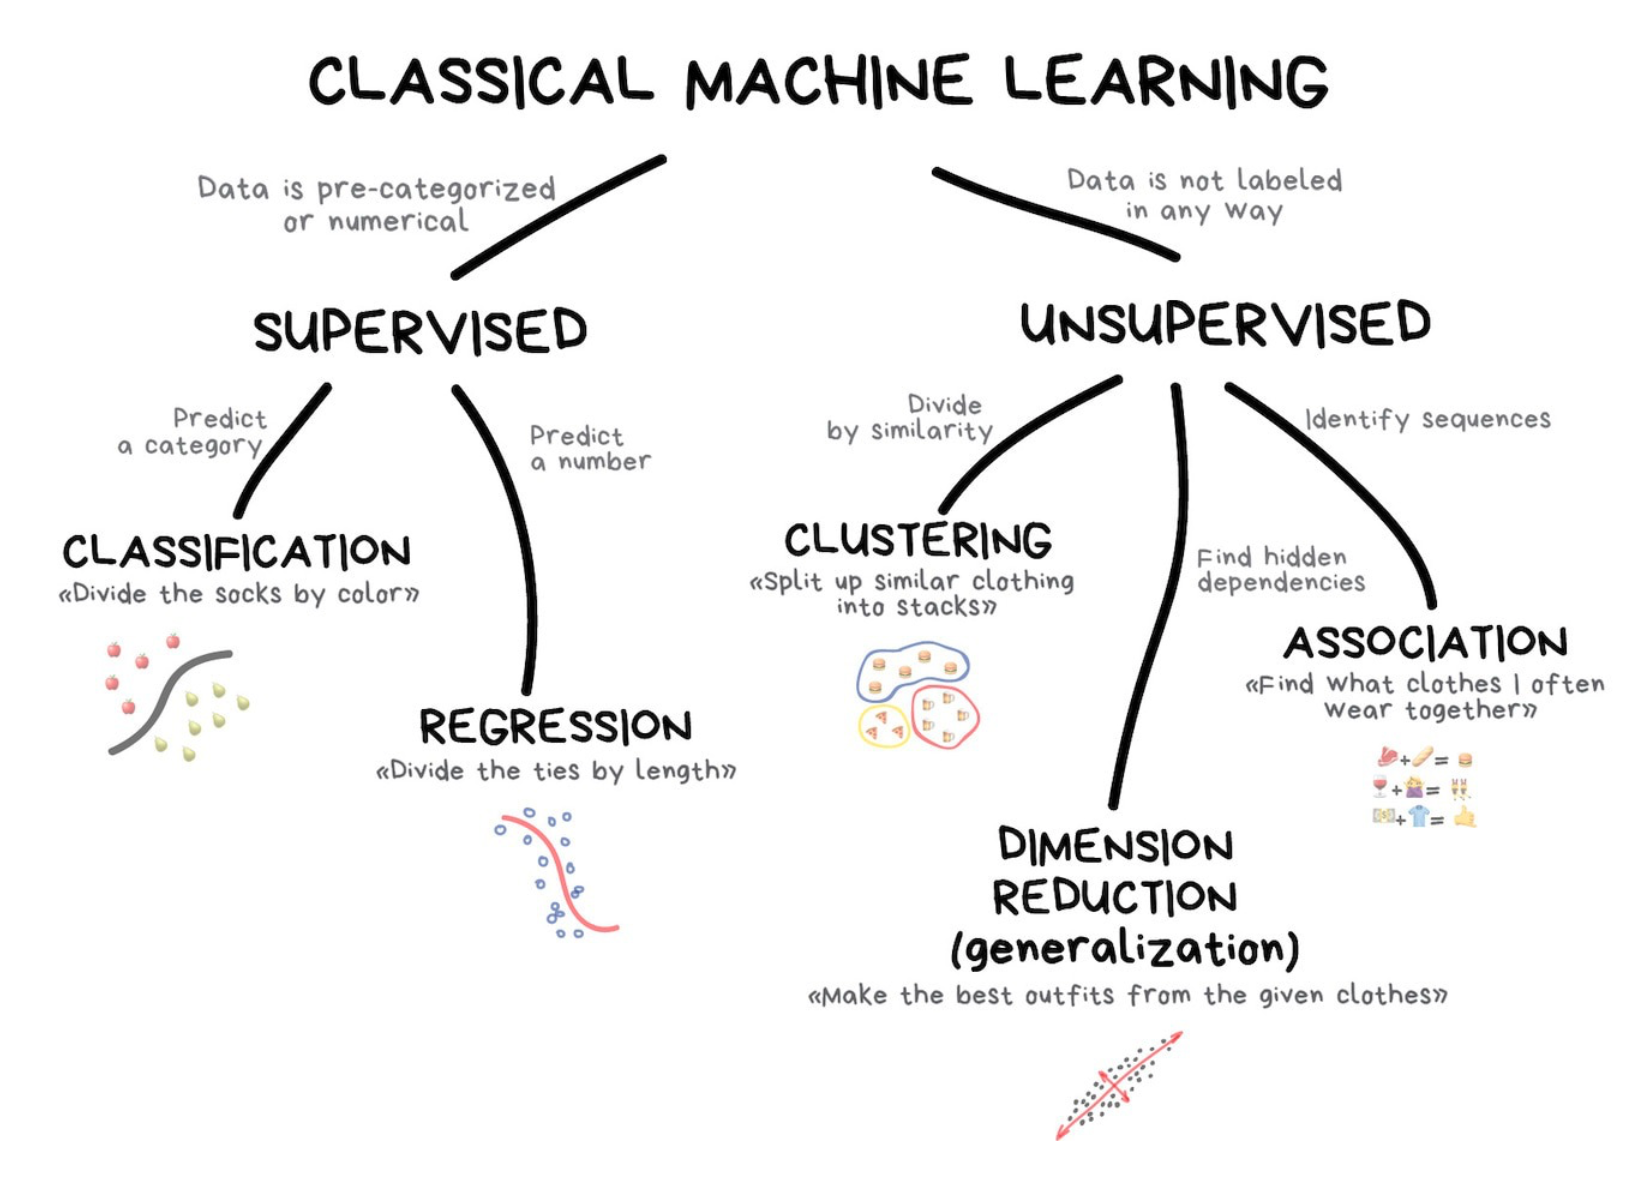 CLASSICAL MACHINE LEARNING
Data is pre-categorized
or numerical
Data is not labeled
in any way
SUPERVISED
UNSUPERVISED
Predict
a category
Predict
a number
Divide
by similarity
Identify sequences
CLASSIFICATION
«Divide the socks by color»
CLUSTERING
«Split up similar clothing
into stacks»
Find hidden
dependencies
ASSOCIATION
«Find what clothes I often
wear together»
REGRESSION
«Divide the ties by length»
+ =
+ =
+ =
DIMENSION
REDUCTION
(generalization)
«Make the best outfits from the given clothes»